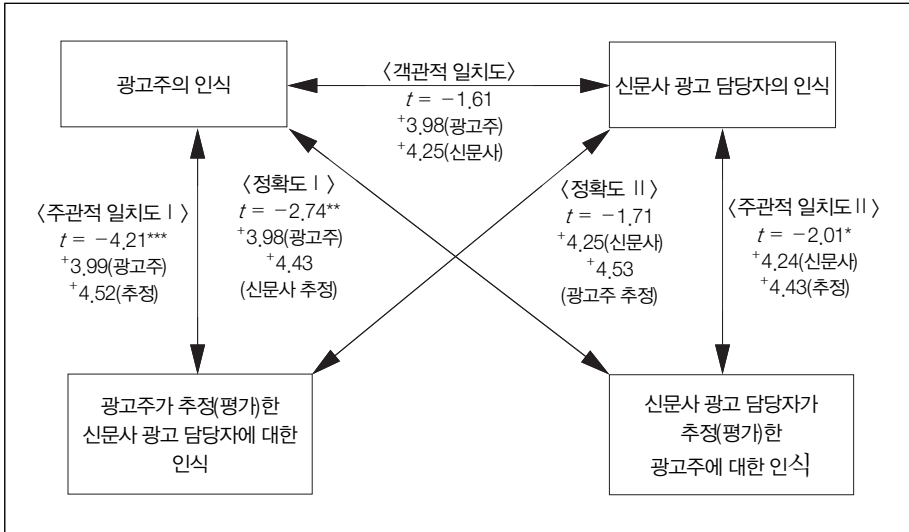 광고주의 인식
〈객관적 일치도〉
t = −1.61
+3.98(광고주)
+4.25(신문사)
신문사 광고 담당자의 인식
〈주관적 일치도Ⅰ〉
t = −4.21***
+3.99(광고주)
+4.52(추정)
〈정확도Ⅰ〉
t = −2.74**
+3.98(광고주)
+4.43
(신문사 추정)
〈정확도 Ⅱ〉
t = −1.71
+4.25(신문사)
+4.53
(광고주 추정)
〈주관적 일치도Ⅱ〉
t = −2.01*
+4.24(신문사)
+4.43(추정)
광고주가 추정(평가)한
신문사 광고 담당자에 대한
인식
신문사 광고 담당자가
추정(평가)한
광고주에 대한 인식